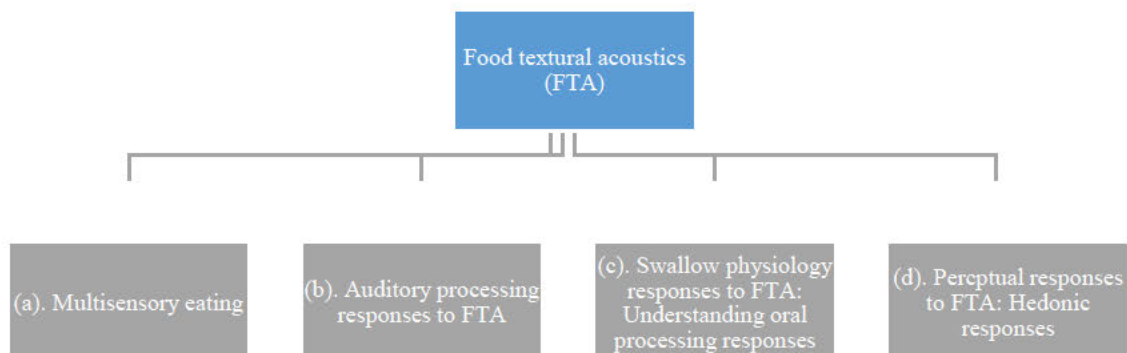 Food textural acoustics
(FTA)
(a). Multisensory eating
(b). Auditory processing
responses to FTA
(c). Swallow physiology
responses to FTA:
Understanding oral
processing responses
(d). Percptual responses
to FTA: Hedonic
responses